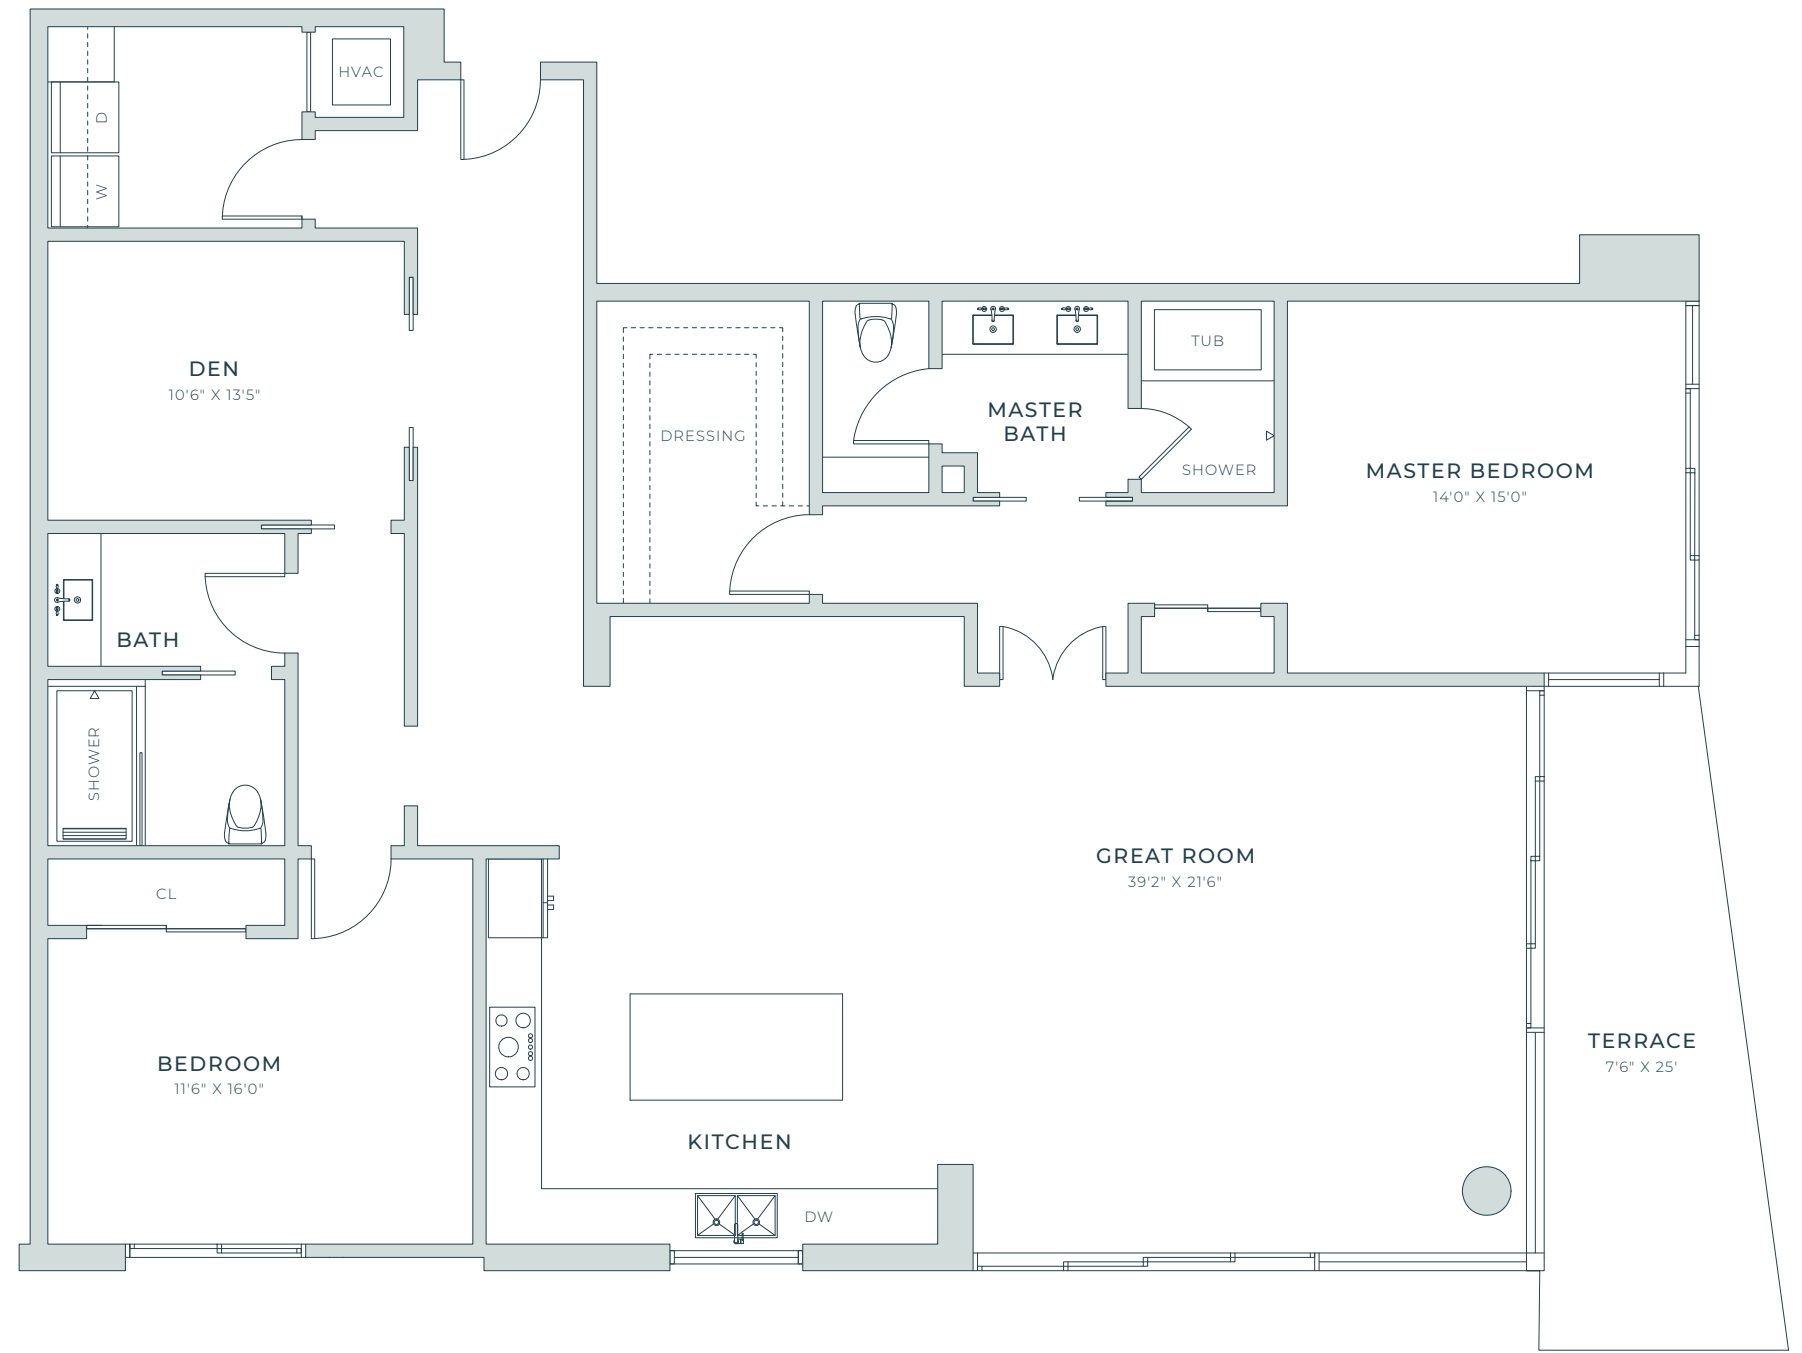 HVAC
D
W
DEN
10'6" X 13'5"
DRESSING
MASTER
BATH
TUB
SHOWER
MASTER BEDROOM
14'0" X 15'0"
BATH
SHOWER
CL
GREAT ROOM
39'2" X 21'6"
BEDROOM
11'6" X 16'0"
KITCHEN
DW
TERRACE
7'6" X 25'